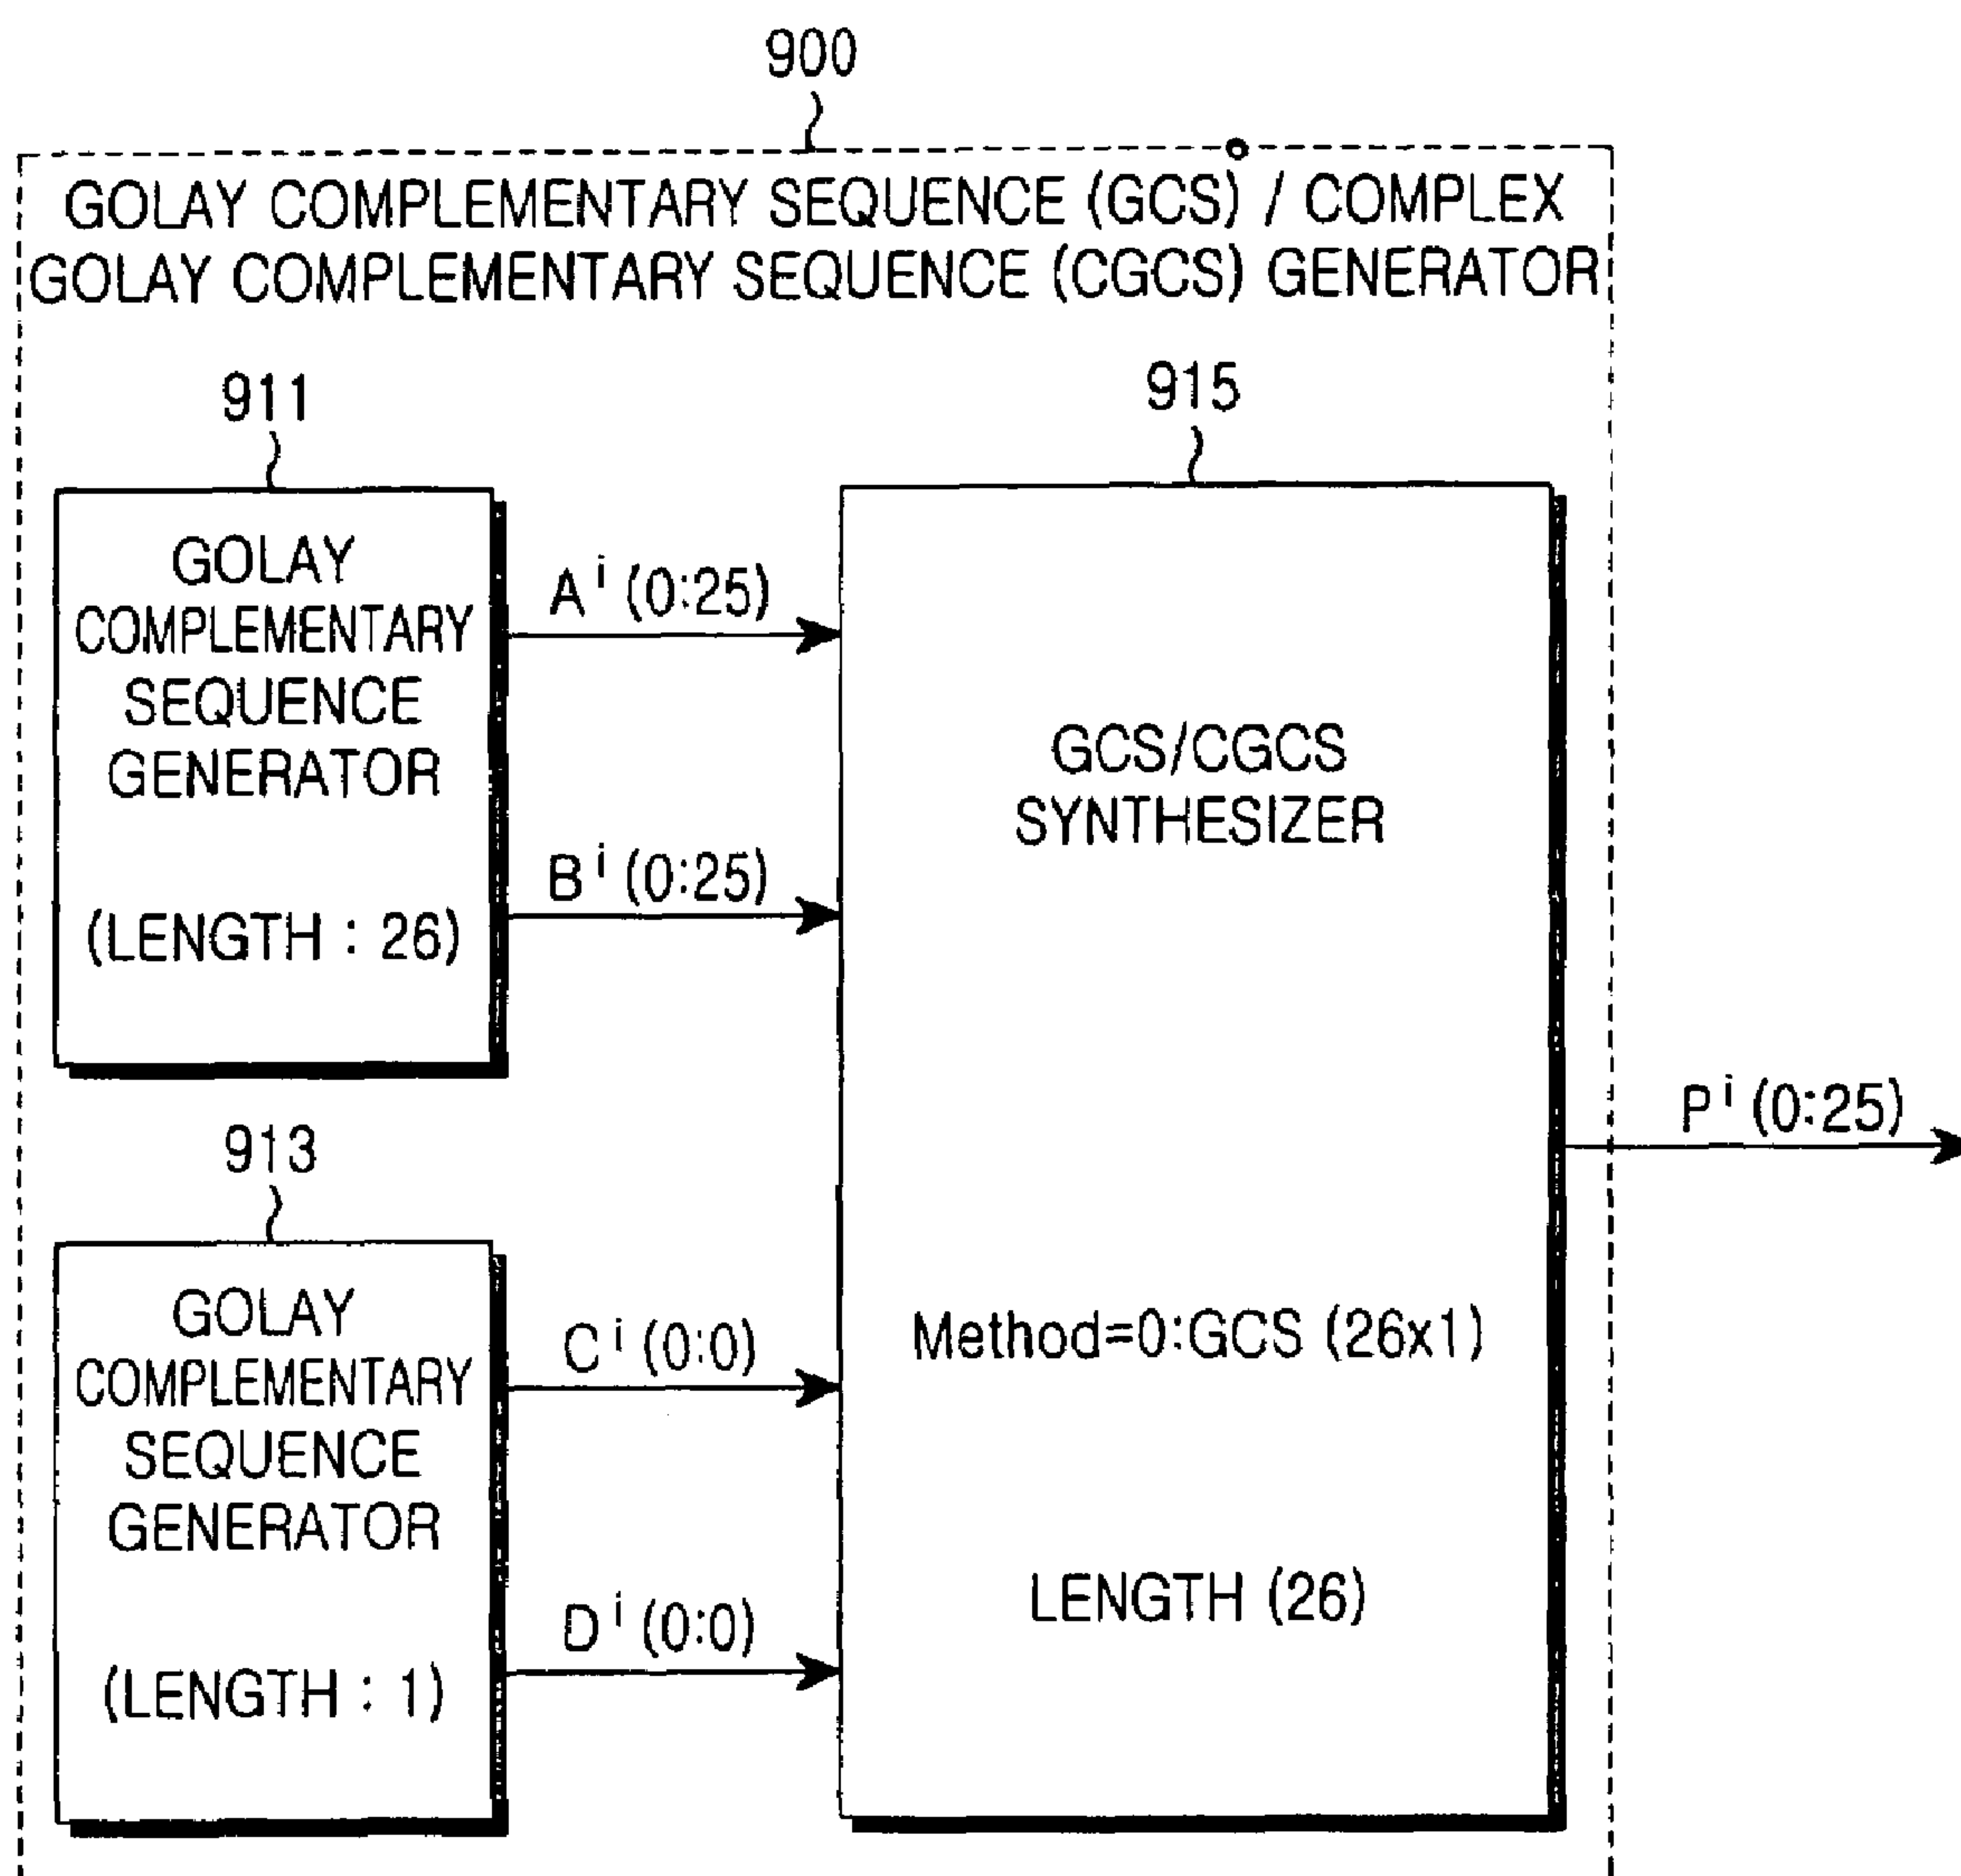 900
GOLAY COMPLEMENTARY SEQUENCE (GCS) / COMPLEX
GOLAY COMPLEMENTARY SEQUENCE (CGCS) GENERATOR
911
GOLAY
COMPLEMENTARY
SEQUENCE
GENERATOR
(LENGTH : 26)
A i (0:25)
B i (0:25)
913
GOLAY
COMPLEMENTARY
SEQUENCE
GENERATOR
(LENGTH : 1)
C i (0:0)
D i (0:0)
915
GCS/CGCS
SYNTHESIZER
Method=0:GCS (26x1)
LENGTH (26)
P i (0:25)